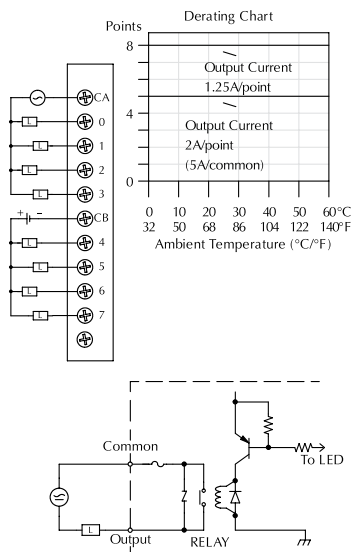 Derating Chart
Points
8
4
0
Output Current
1.25A/point
Output Current
2A/point
(5A/common)
0 10 20 30 40 50 60°C
32 50 68 86 104 122 140°F
Ambient Temperature (°C/°F)
CA
L 0
L 1
L 2
L 3
+ - CB
L 4
L 5
L 6
L 7
Common
To LED
L
Output
RELAY